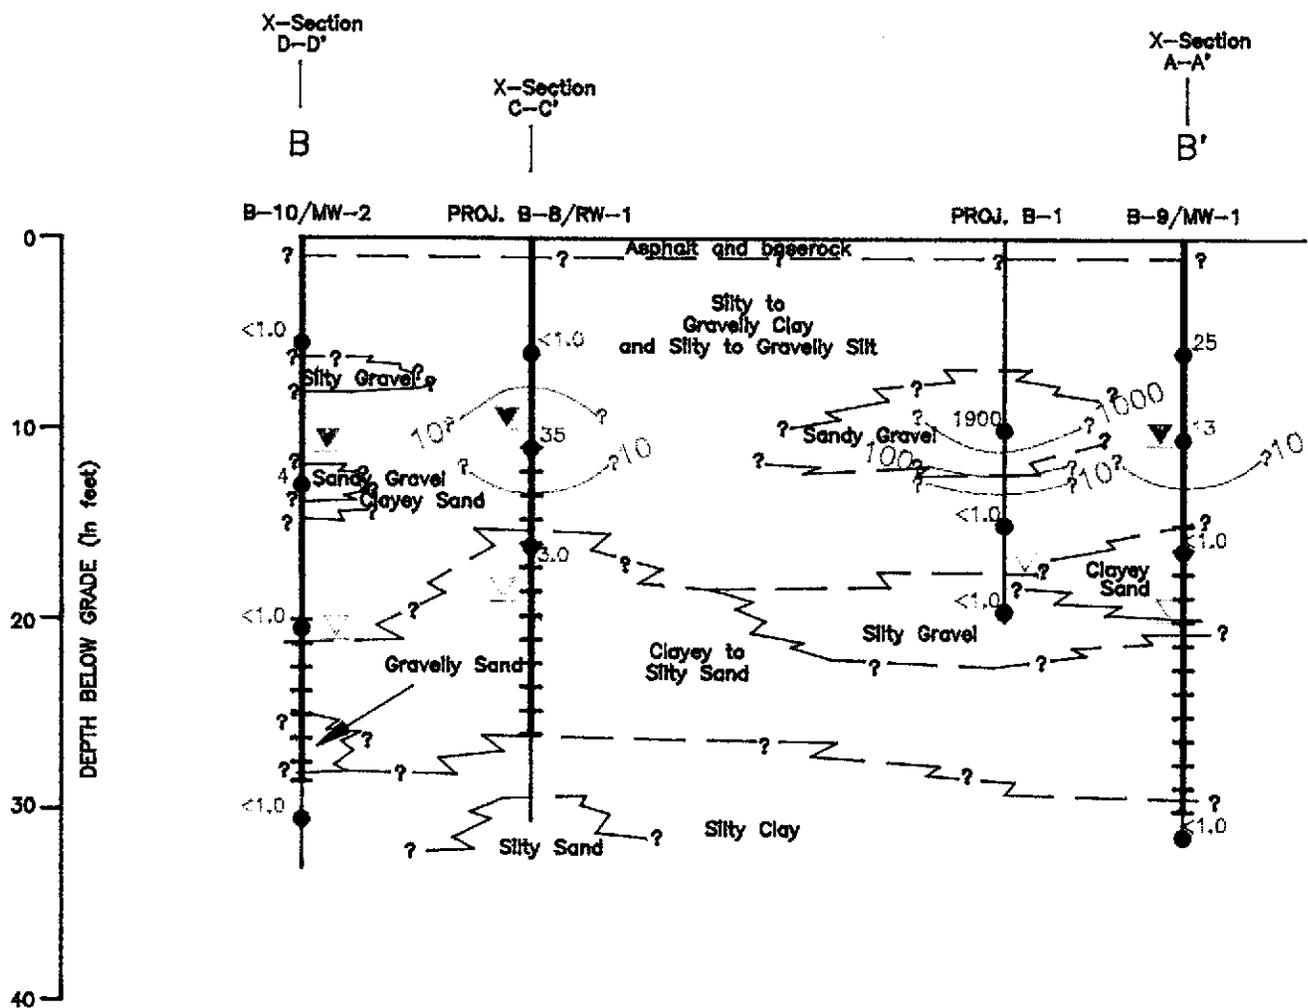 X-Section
D-D'
X-Section
A-A'
X-Section
C-C'
B
B'
B-10/MW-2
PROJ. B-8/RW-1
PROJ. B-1
B-9/MW-1
0
Asphalt and baserock
?
?
?
?
?
Silty to
Gravelly Clay
and Silty to Gravelly Silt
<1.0
<1.0
25
? ?
?
Silty Gravel
?
?
?
?
1000
10
?
?
?
1900
?
?
Sandy Gravel
13
10
35
10
?
?
?
?
100
?
?
10
?
?
4
Sandy Gravel
Clayey Sand
?
?
?
?
?
?
?
<1.0
?
3.0
<1.0
?
?
Clayey
Sand
?
<1.0
?
<1.0
20
Silty Gravel
?
Gravelly Sand
Clayey to
Silty Sand
?
?
?
?
?
?
?
?
30
<1.0
?
<1.0
Silty Clay
?
?
Silty Sand
40
DEPTH BELOW GRADE (in feet)